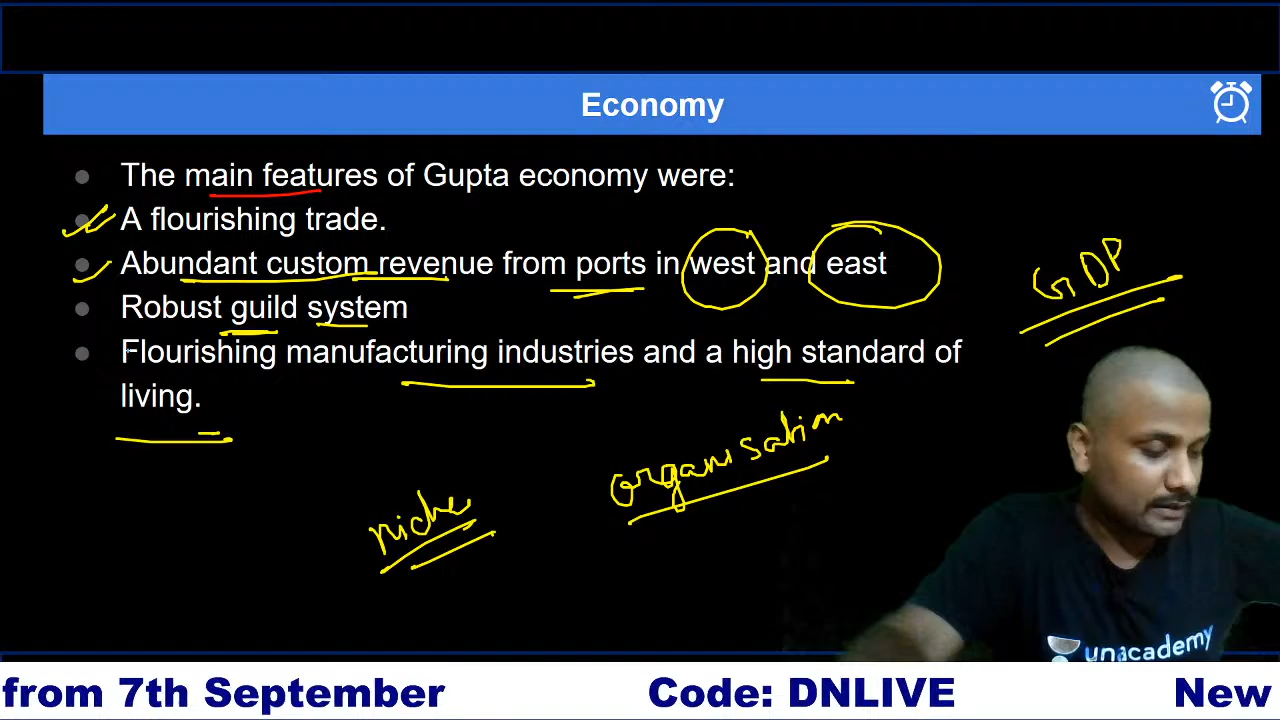 Economy
The main features of Gupta economy were:
A flourishing trade.
Abundant custom revenue from ports in west and east
GDP
Robust guild system
Flourishing manufacturing industries and a high standard of
living.
organisation
unacademy
from 7th September Code: DNLIVE New